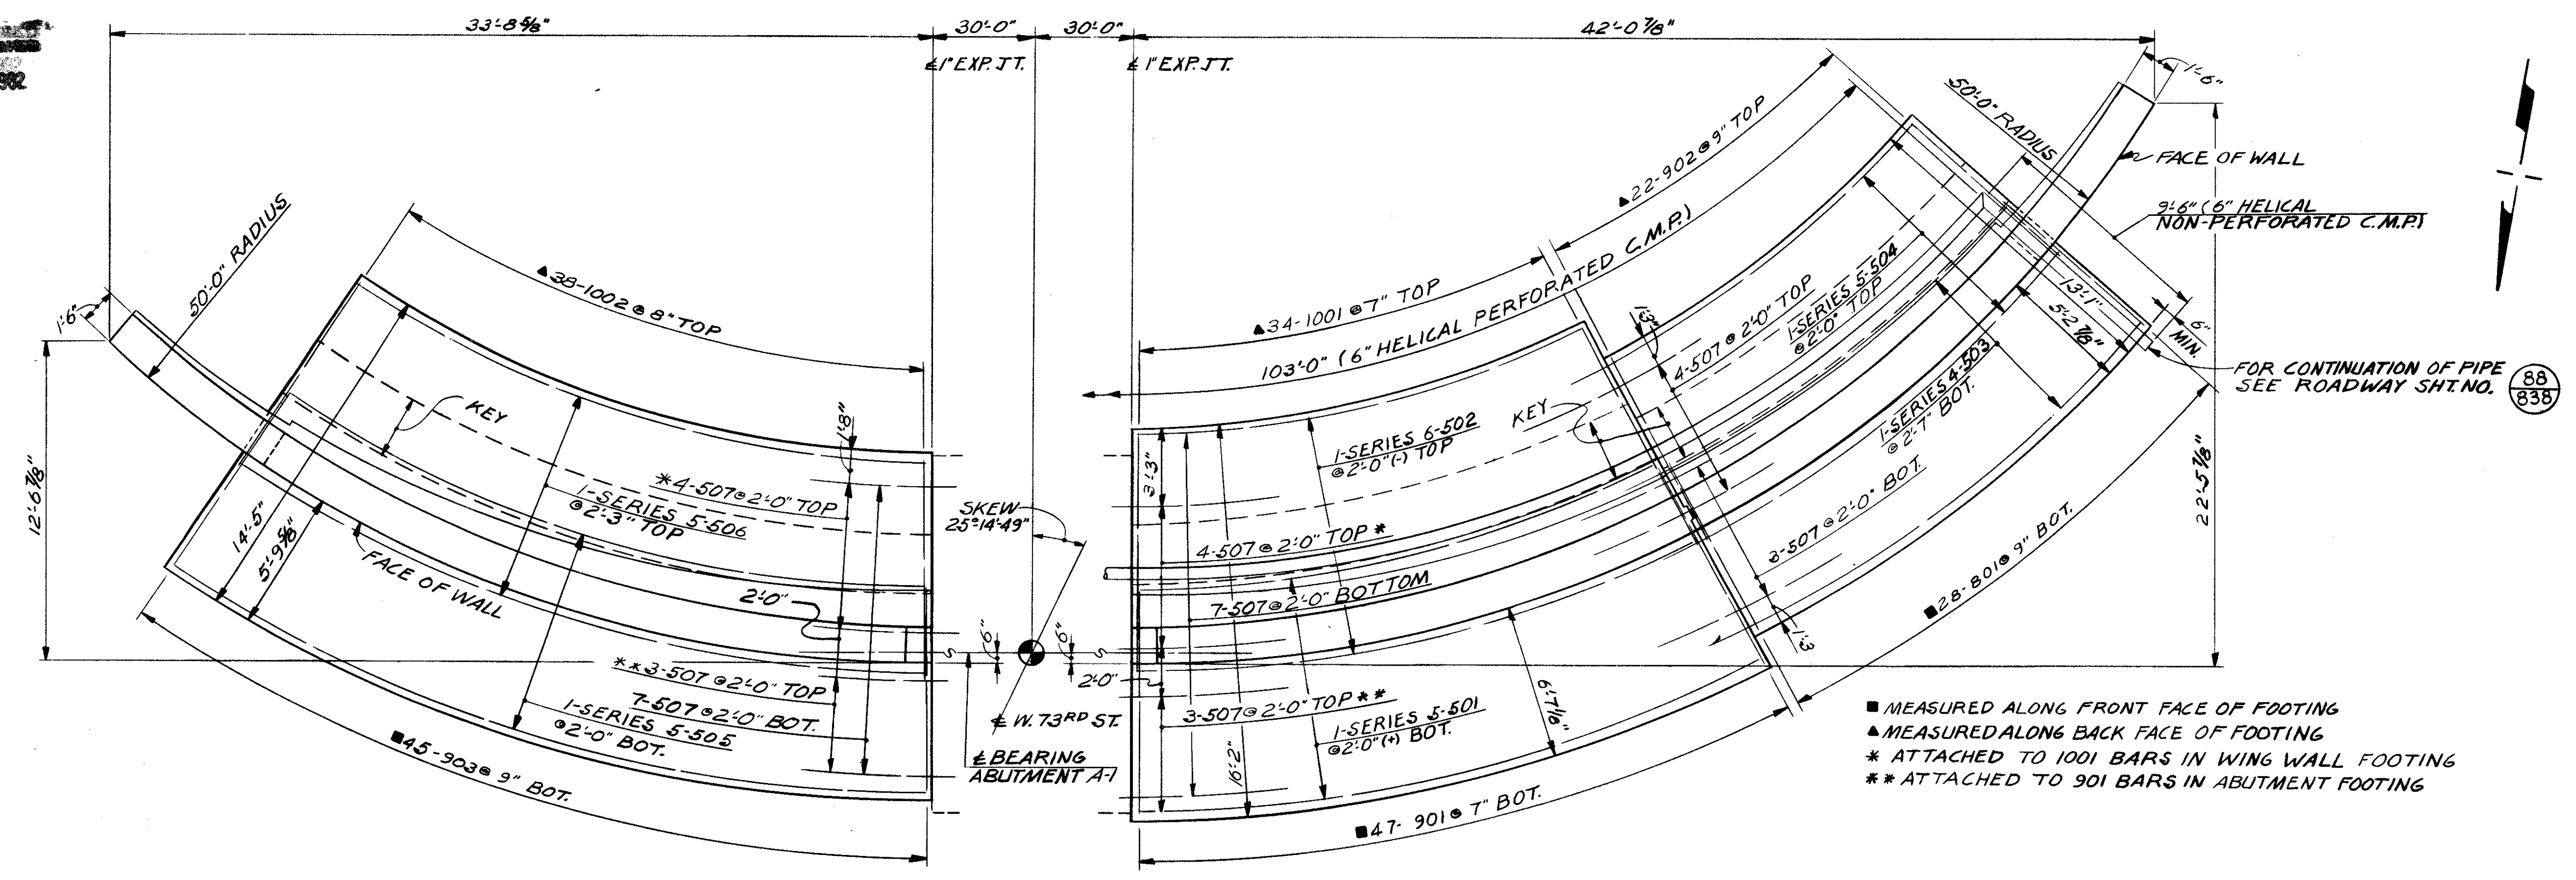 33'-8 5/8"
30'-0"
30'-0"
42'-0 7/8"
℄ 1" EXP. JT.
℄ 1" EXP. JT.
982
1'-6"
50'-0" RADIUS
FACE OF WALL
9'-6" (6" HELICAL
NON-PERFORATED C.M.P.)
▲22-902@9" TOP
103'-0" (6" HELICAL PERFORATED C.M.P.)
▲34-1001@7" TOP
50'-0" RADIUS
▲38-1002@8" TOP
1'-6"
KEY
1'-8"
12'-6 7/8"
*4-507@2'-0" TOP
1-SERIES 5-506
@2'-3" TOP
14'-5"
5'-9 5/8"
FACE OF WALL
2'-0"
**3-507@2'-0" TOP
7-507@2'-0" BOT.
1-SERIES 5-505
@2'-0" BOT.
■45-903@9" BOT.
SKEW
25°-14'-49"
6"
6"
℄ W. 73RD ST.
℄ BEARING
ABUTMENT A-1
3'-3"
1-SERIES 6-502
@2'-0"(-) TOP
KEY
1'-3"
4-507@2'-0" TOP
1-SERIES 5-504
@2'-0" TOP
1-SERIES 4-503
@2'-7" BOT.
13'-1"
5'-2 7/8"
6"
MIN.
FOR CONTINUATION OF PIPE
SEE ROADWAY SHT. NO.
88
838
4-507@2'-0" TOP*
7-507@2'-0" BOTTOM
2'-0"
3-507@2'-0" TOP**
1-SERIES 5-501
@2'-0"(+) BOT.
16'-2"
6'-7 1/8"
3-507@2'-0" BOT.
1'-3
■28-801@9" BOT.
22'-5 7/8"
■47-901@7" BOT.
■ MEASURED ALONG FRONT FACE OF FOOTING
▲ MEASURED ALONG BACK FACE OF FOOTING
* ATTACHED TO 1001 BARS IN WING WALL FOOTING
** ATTACHED TO 901 BARS IN ABUTMENT FOOTING